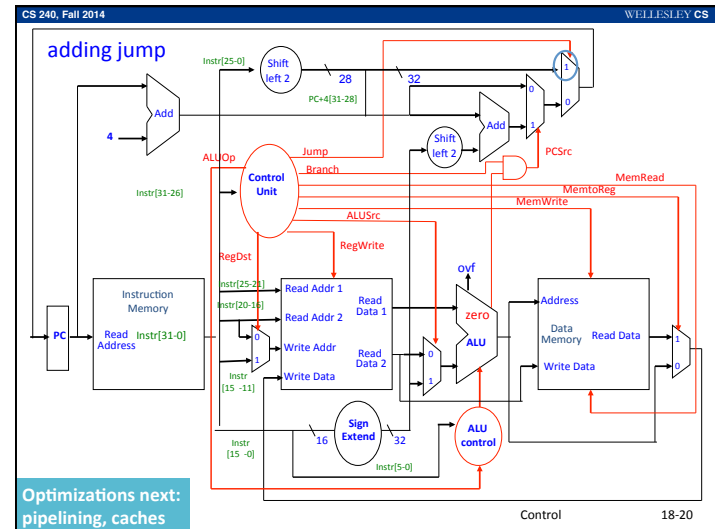 CS 240, Fall 2014
WELLESLEY CS
adding jump
Instr[25-0]
Shift
left 2
28
32
1
0
PC+4[31-28]
Add
4
0
1
Add
Shift
left 2
0
ALUOp
Jump
Branch
PCSrc
Control
Unit
Instr[31-26]
MemRead
MemtoReg
MemWrite
ALUSrc
RegWrite
RegDst
ovf
Instruction
Memory
PC
Read
Address
Instr[31-0]
Instr[25-21]
Instr[20-16]
Read Addr 1
Read Addr 2
Write Addr
Write Data
Read
Data 1
Read
Data 2
0
1
Instr
[15 -11]
0
1
zero
ALU
Address
Data
Memory
Read Data
Write Data
1
0
Sign
Extend
16
32
ALU
control
Instr
[15 -0]
Instr[5-0]
Optimizations next:
pipelining, caches
Control
18-20